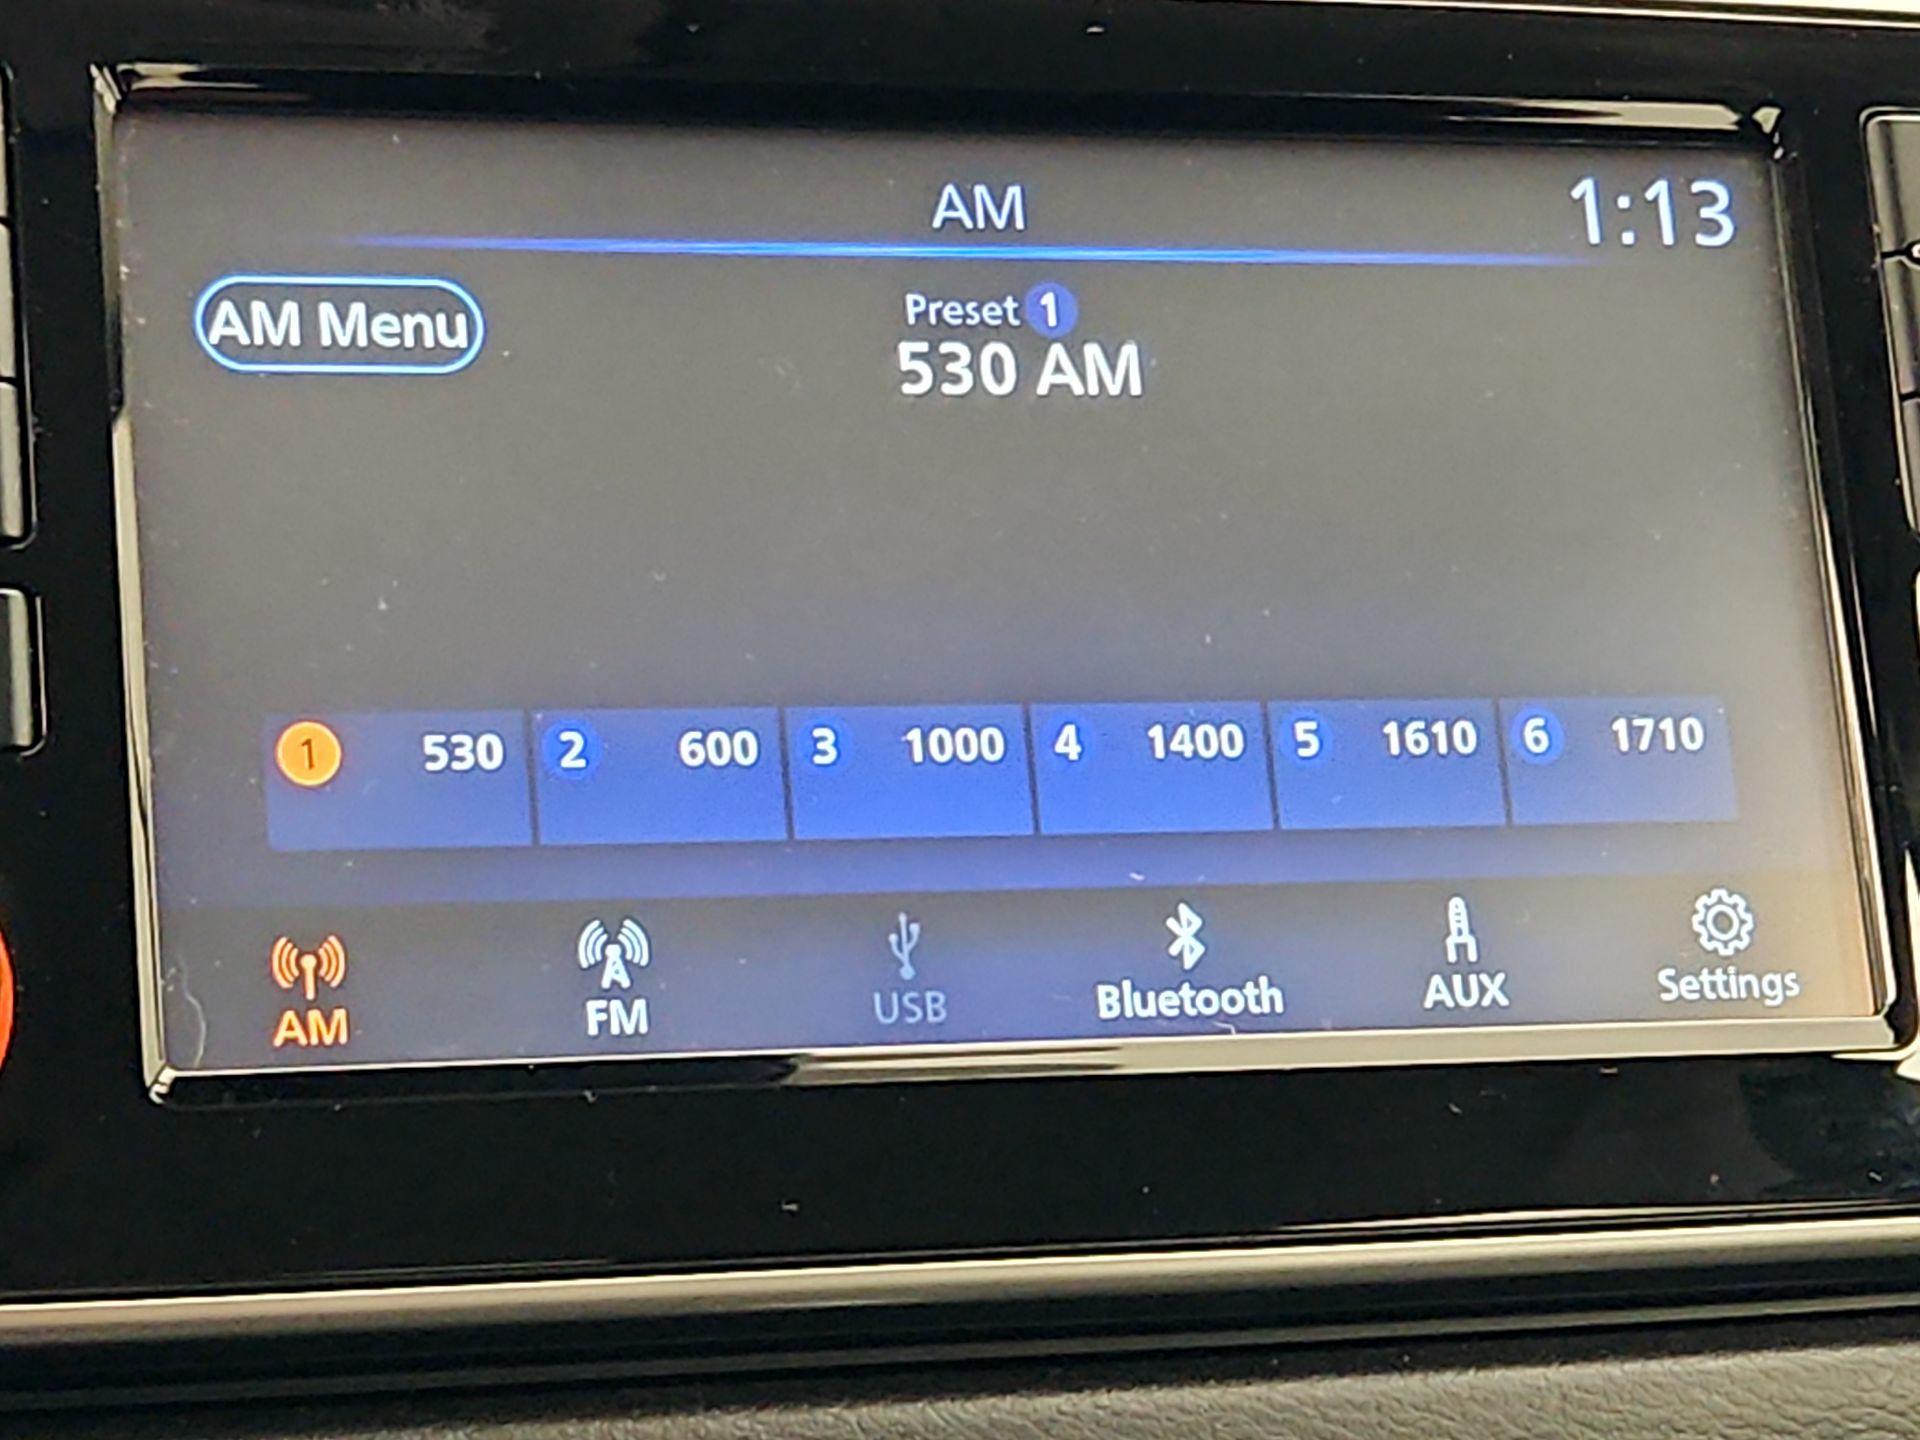 AM
1:13
AM Menu
Preset 1
530 AM
1 530 2 600 3 1000 4 1400 5 1610 6 1710
AM FM USB Bluetooth AUX Settings